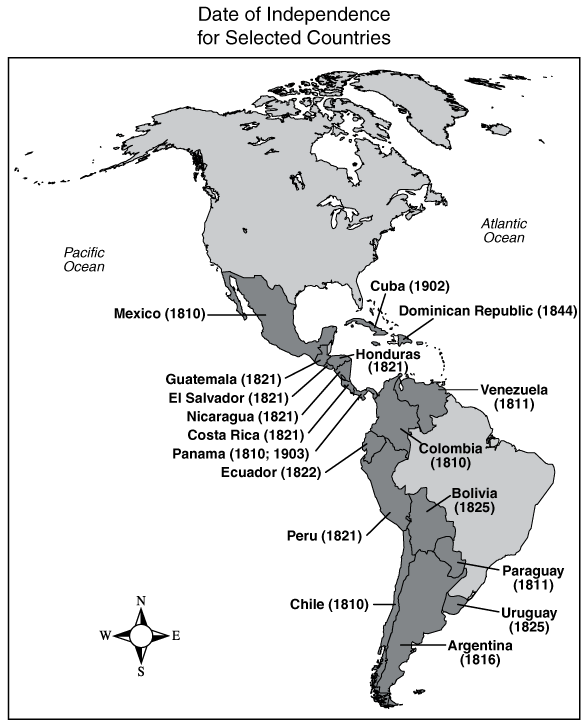 Date of Independence
for Selected Countries
Atlantic
Ocean
Pacific
Ocean
Cuba (1902)
Dominican Republic (1844)
Mexico (1810)
Honduras
(1821)
Guatemala (1821)
El Salvador (1821)
Nicaragua (1821)
Costa Rica (1821)
Panama (1810; 1903)
Ecuador (1822)
Venezuela
(1811)
Colombia
(1810)
Bolivia
(1825)
Peru (1821)
Paraguay
(1811)
Chile (1810)
Uruguay
(1825)
Argentina
(1816)
N
W E
S